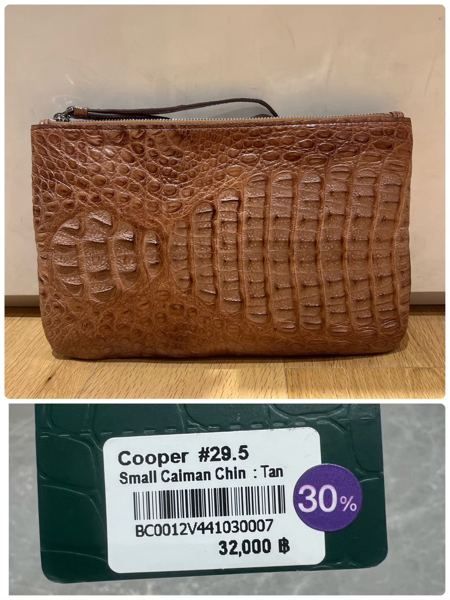 Cooper #29.5
Small Caiman Chin : Tan
BC0012V441030007
32,000 ฿
30%